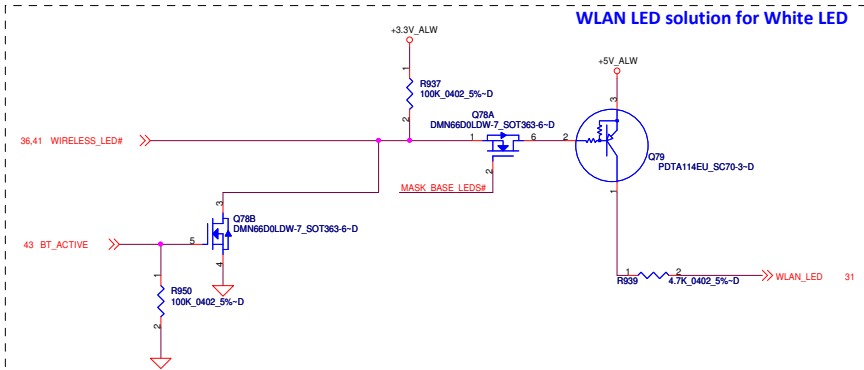 WLAN LED solution for White LED
+3.3V_ALW
+5V_ALW
1
R937
100K_0402_5%~D
2
Q78A
DMN66D0LDW-7_SOT363-6~D
3
36,41 WIRELESS_LED#
1
6
2
Q79
PDTA114EU_SC70-3~D
2
MASK_BASE_LEDS#
1
3
Q78B
DMN66D0LDW-7_SOT363-6~D
43 BT_ACTIVE
5
4
1
R950
100K_0402_5%~D
2
1
2
R939
4.7K_0402_5%~D
WLAN_LED 31